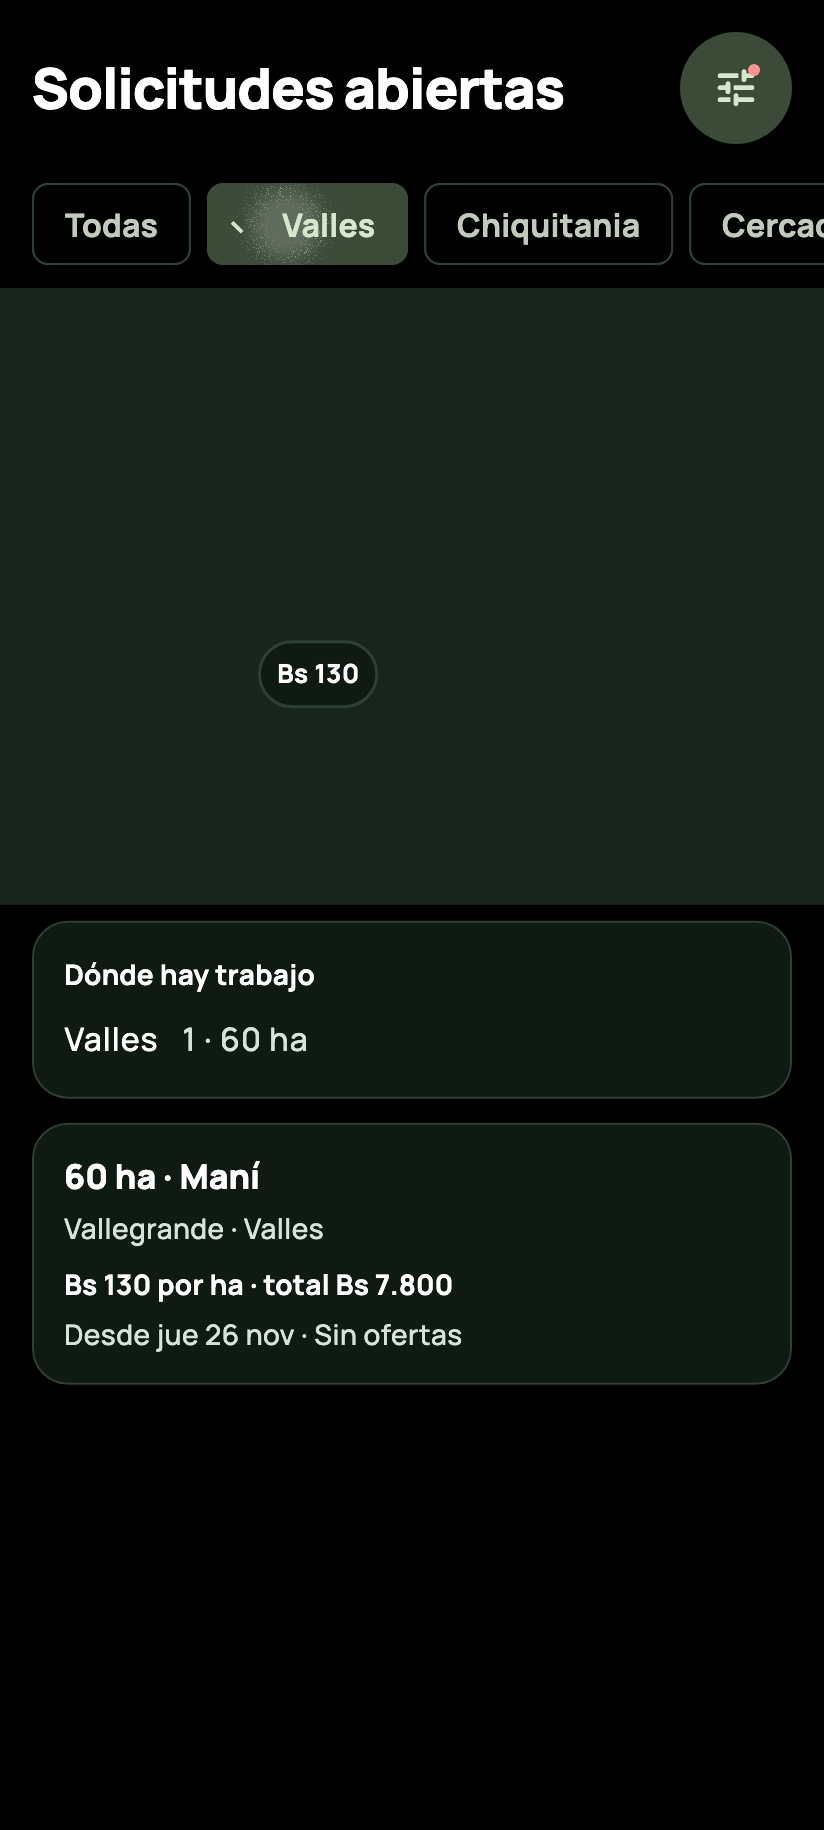 Solicitudes abiertas
Todas
Valles
Chiquitania
Cercad
Bs 130
Dónde hay trabajo
Valles 1 · 60 ha
60 ha · Maní
Vallegrande · Valles
Bs 130 por ha · total Bs 7.800
Desde jue 26 nov · Sin ofertas